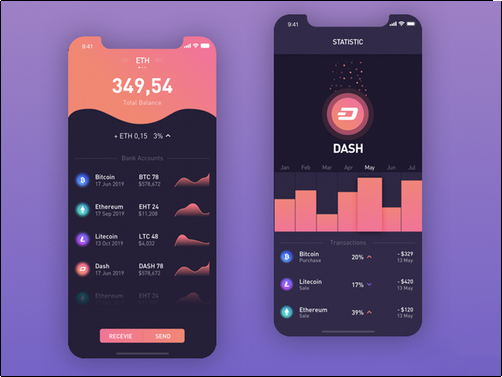 9:41
ETH
349,54
Total Balance
+ ETH 0,15 3%
Bank Accounts
Bitcoin BTC 78
17 Jun 2019 $578,672
Ethereum EHT 24
17 Sep 2019 $11,208
Litecoin LTC 48
13 Oct 2019 $4,032
Dash DASH 78
17 Jun 2019 $578,672
Ethereum EHT 24
RECEVIE SEND
9:41
STATISTIC
DASH
Jan Feb Mar Apr May Jun Jul
Transactions
Bitcoin 20% - $329
Purchase 13 May
Litecoin 17% - $420
Sale 13 May
Ethereum 39% - $120
Sale 13 May